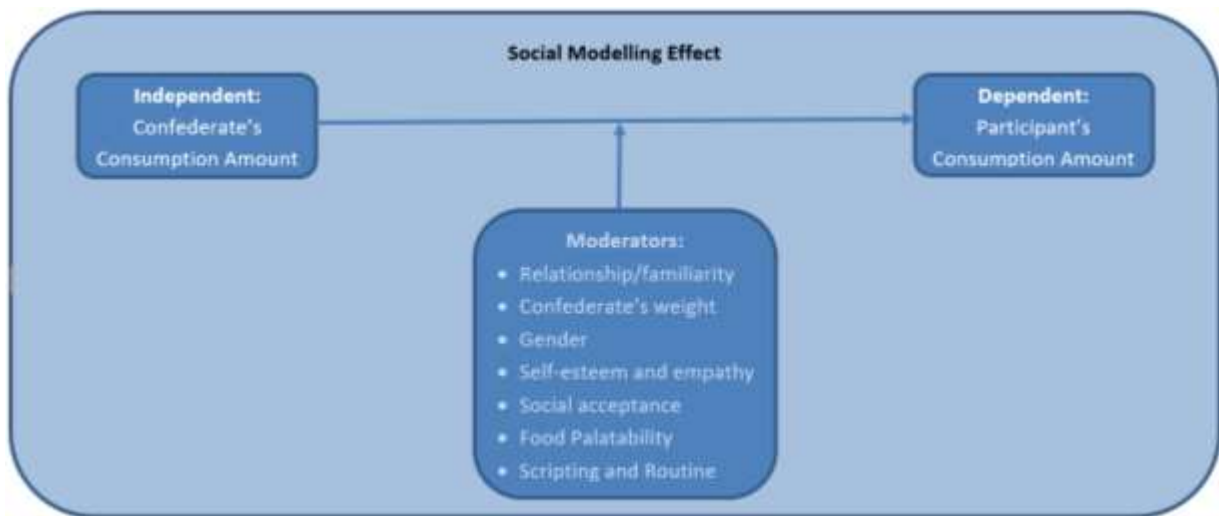 Social Modelling Effect
Independent:
Confederate's
Consumption Amount
Dependent:
Participant's
Consumption Amount
Moderators:
• Relationship/familiarity
• Confederate's weight
• Gender
• Self-esteem and empathy
• Social acceptance
• Food Palatability
• Scripting and Routine